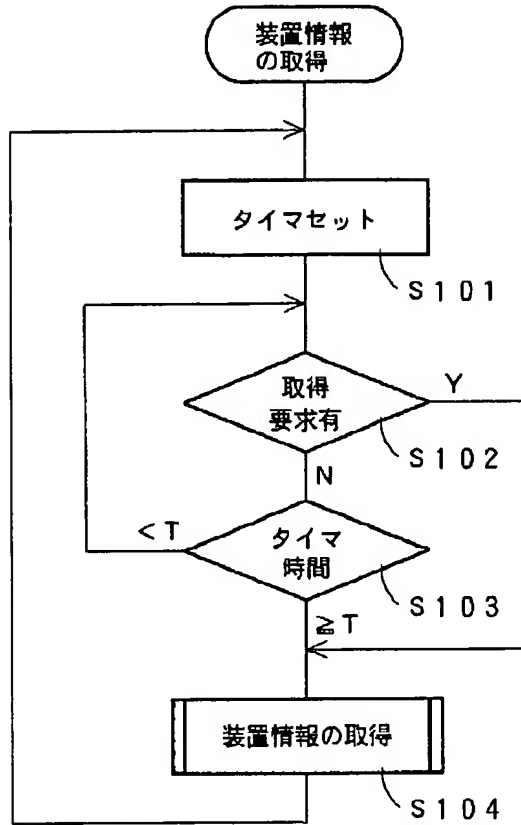 装置情報
の取得
タイマセット
S101
取得
要求有
Y
S102
N
<T
タイマ
時間
S103
≧T
装置情報の取得
S104